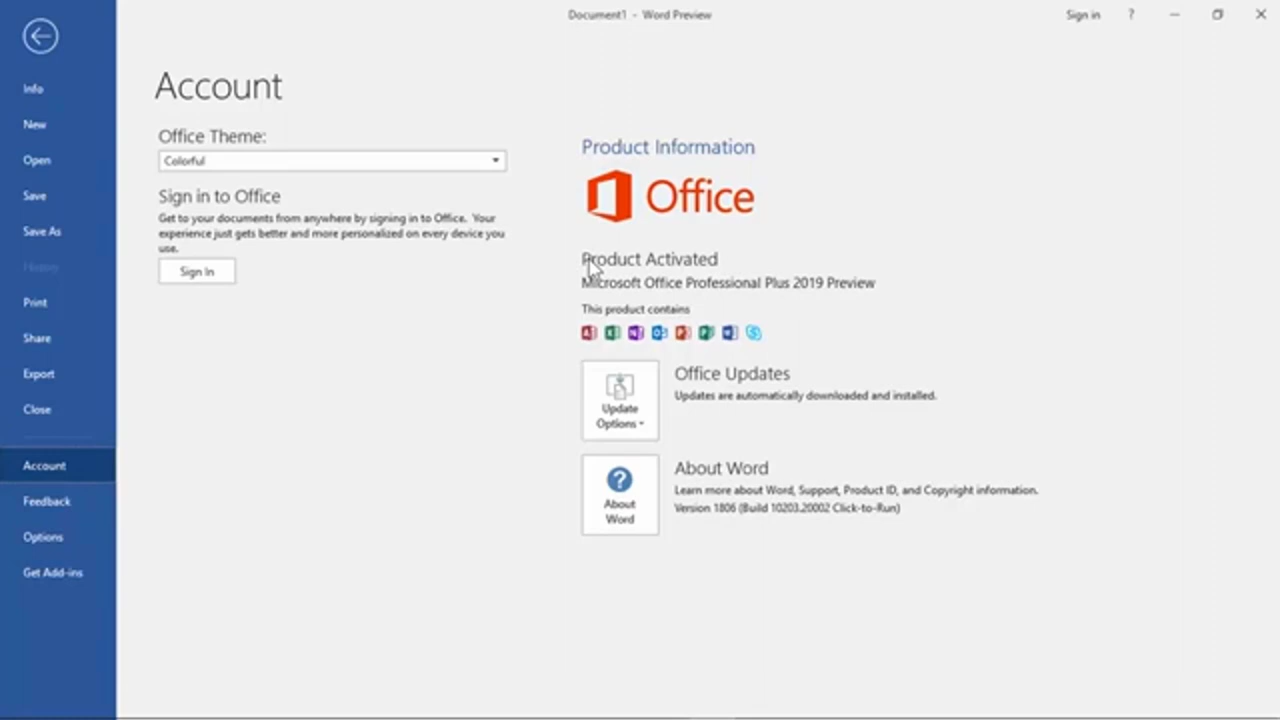 Document1 - Word Preview
Sign in
?
Info
New
Open
Save
Save As
History
Print
Share
Export
Close
Account
Feedback
Options
Get Add-ins
Account
Office Theme:
Colorful
Sign in to Office
Get to your documents from anywhere by signing in to Office. Your
experience just gets better and more personalized on every device you
use.
Sign In
Product Information
Office
Product Activated
Microsoft Office Professional Plus 2019 Preview
This product contains
Update
Options
Office Updates
Updates are automatically downloaded and installed.
?
About
Word
About Word
Learn more about Word, Support, Product ID, and Copyright information.
Version 1806 (Build 10203.20002 Click-to-Run)